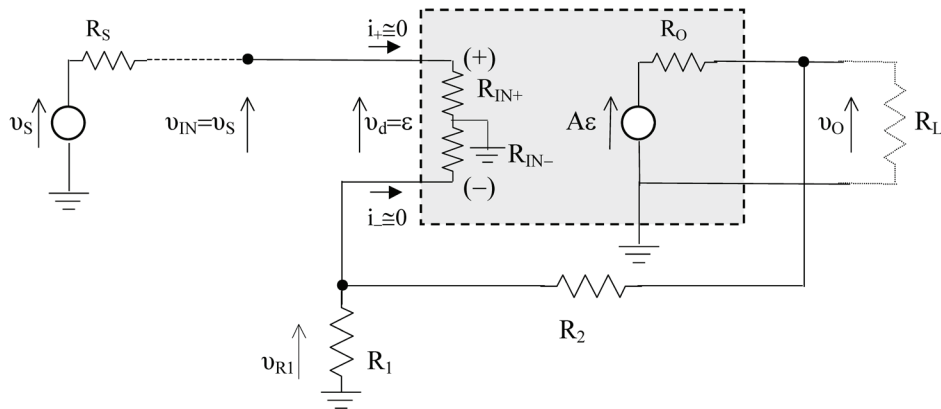 R_S
i_+≅0
(+)
R_O
R_IN+
υ_S
υ_IN=υ_S
υ_d=ε
Aε
υ_O
R_L
R_IN−
(−)
i_−≅0
R_2
υ_R1
R_1